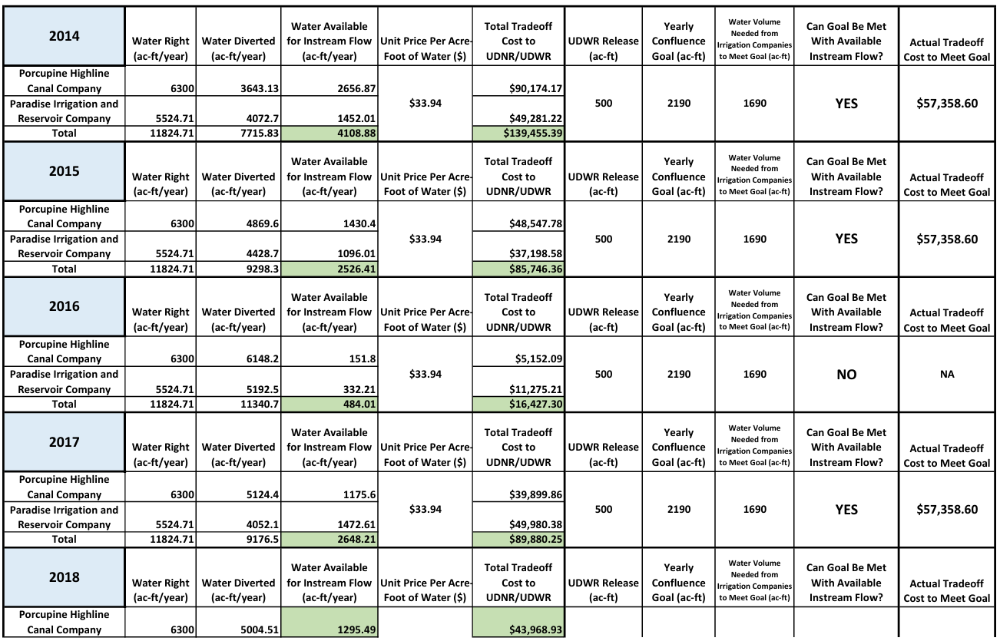 2014 Water Right (ac-ft/year) Water Diverted (ac-ft/year) Water Available for Instream Flow (ac-ft/year) Unit Price Per Acre-Foot of Water ($) Total Tradeoff Cost to UDNR/UDWR UDWR Release (ac-ft) Yearly Confluence Goal (ac-ft) Water Volume Needed from Irrigation Companies to Meet Goal (ac-ft) Can Goal Be Met With Available Instream Flow? Actual Tradeoff Cost to Meet Goal
Porcupine Highline Canal Company 6300 3643.13 2656.87 $90,174.17
$33.94 500 2190 1690 YES $57,358.60
Paradise Irrigation and Reservoir Company 5524.71 4072.7 1452.01 $49,281.22
Total 11824.71 7715.83 4108.88 $139,455.39
2015 Water Right (ac-ft/year) Water Diverted (ac-ft/year) Water Available for Instream Flow (ac-ft/year) Unit Price Per Acre-Foot of Water ($) Total Tradeoff Cost to UDNR/UDWR UDWR Release (ac-ft) Yearly Confluence Goal (ac-ft) Water Volume Needed from Irrigation Companies to Meet Goal (ac-ft) Can Goal Be Met With Available Instream Flow? Actual Tradeoff Cost to Meet Goal
Porcupine Highline Canal Company 6300 4869.6 1430.4 $48,547.78
$33.94 500 2190 1690 YES $57,358.60
Paradise Irrigation and Reservoir Company 5524.71 4428.7 1096.01 $37,198.58
Total 11824.71 9298.3 2526.41 $85,746.36
2016 Water Right (ac-ft/year) Water Diverted (ac-ft/year) Water Available for Instream Flow (ac-ft/year) Unit Price Per Acre-Foot of Water ($) Total Tradeoff Cost to UDNR/UDWR UDWR Release (ac-ft) Yearly Confluence Goal (ac-ft) Water Volume Needed from Irrigation Companies to Meet Goal (ac-ft) Can Goal Be Met With Available Instream Flow? Actual Tradeoff Cost to Meet Goal
Porcupine Highline Canal Company 6300 6148.2 151.8 $5,152.09
$33.94 500 2190 1690 NO NA
Paradise Irrigation and Reservoir Company 5524.71 5192.5 332.21 $11,275.21
Total 11824.71 11340.7 484.01 $16,427.30
2017 Water Right (ac-ft/year) Water Diverted (ac-ft/year) Water Available for Instream Flow (ac-ft/year) Unit Price Per Acre-Foot of Water ($) Total Tradeoff Cost to UDNR/UDWR UDWR Release (ac-ft) Yearly Confluence Goal (ac-ft) Water Volume Needed from Irrigation Companies to Meet Goal (ac-ft) Can Goal Be Met With Available Instream Flow? Actual Tradeoff Cost to Meet Goal
Porcupine Highline Canal Company 6300 5124.4 1175.6 $39,899.86
$33.94 500 2190 1690 YES $57,358.60
Paradise Irrigation and Reservoir Company 5524.71 4052.1 1472.61 $49,980.38
Total 11824.71 9176.5 2648.21 $89,880.25
2018 Water Right (ac-ft/year) Water Diverted (ac-ft/year) Water Available for Instream Flow (ac-ft/year) Unit Price Per Acre-Foot of Water ($) Total Tradeoff Cost to UDNR/UDWR UDWR Release (ac-ft) Yearly Confluence Goal (ac-ft) Water Volume Needed from Irrigation Companies to Meet Goal (ac-ft) Can Goal Be Met With Available Instream Flow? Actual Tradeoff Cost to Meet Goal
Porcupine Highline Canal Company 6300 5004.51 1295.49 $43,968.93